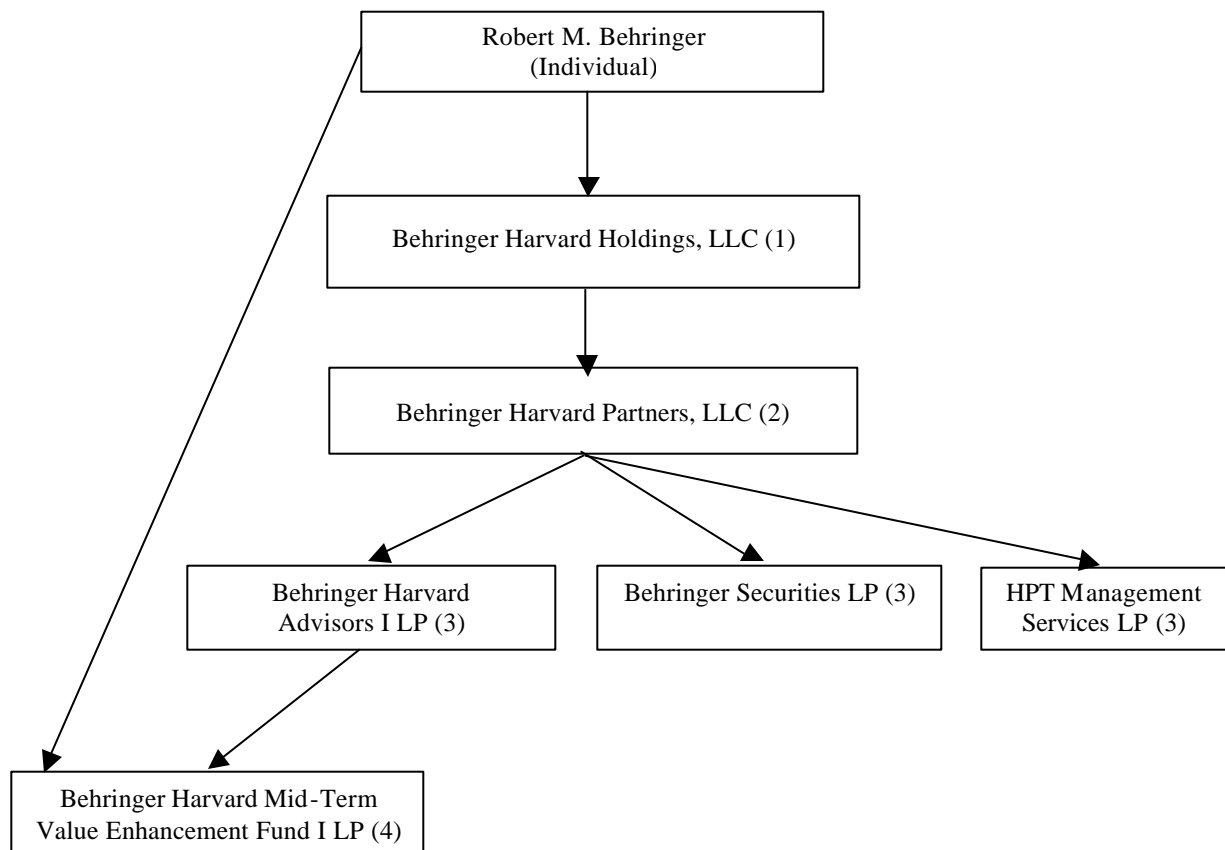 Robert M. Behringer
(Individual)
Behringer Harvard Holdings, LLC (1)
Behringer Harvard Partners, LLC (2)
Behringer Harvard
Advisors I LP (3)
Behringer Securities LP (3)
HPT Management
Services LP (3)
Behringer Harvard Mid-Term
Value Enhancement Fund I LP (4)